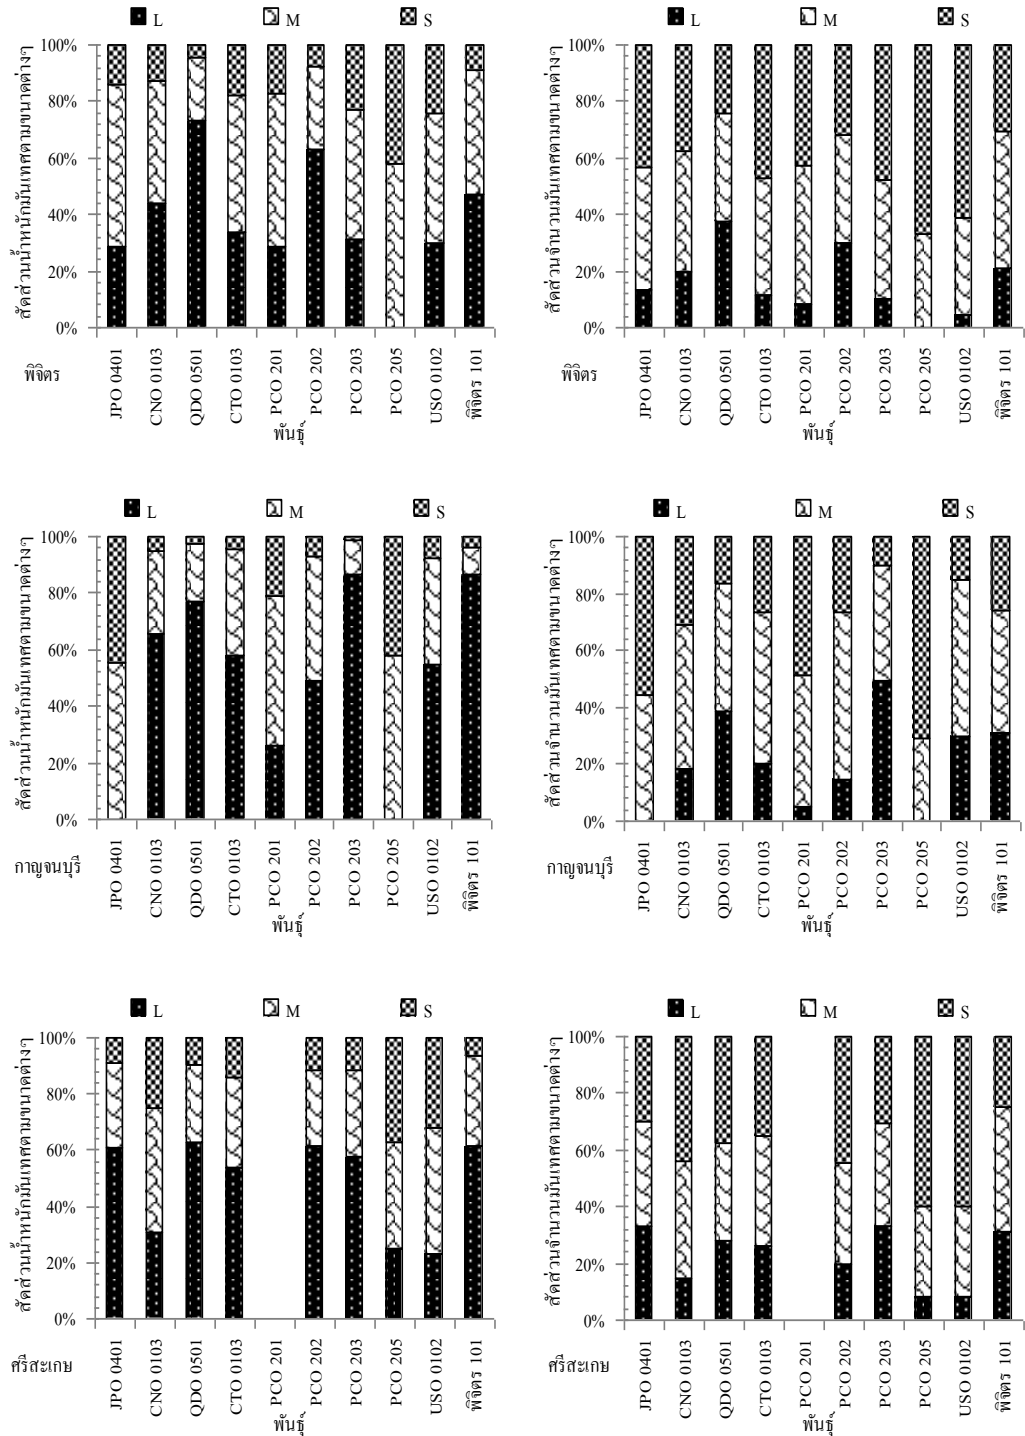 L M S
สัดส่วนน้ำหนักมันเทศตามขนาดต่างๆ
100%
80%
60%
40%
20%
0%
JPO 0401
CNO 0103
QDO 0501
CTO 0103
PCO 201
PCO 202
PCO 203
PCO 205
USO 0102
พิจิตร 101
พิจิตร
พันธุ์
L M S
สัดส่วนจำนวนมันเทศตามขนาดต่างๆ
100%
80%
60%
40%
20%
0%
JPO 0401
CNO 0103
QDO 0501
CTO 0103
PCO 201
PCO 202
PCO 203
PCO 205
USO 0102
พิจิตร 101
พิจิตร
พันธุ์
L M S
สัดส่วนน้ำหนักมันเทศตามขนาดต่างๆ
100%
80%
60%
40%
20%
0%
JPO 0401
CNO 0103
QDO 0501
CTO 0103
PCO 201
PCO 202
PCO 203
PCO 205
USO 0102
พิจิตร 101
กาญจนบุรี
พันธุ์
L M S
สัดส่วนจำนวนมันเทศตามขนาดต่างๆ
100%
80%
60%
40%
20%
0%
JPO 0401
CNO 0103
QDO 0501
CTO 0103
PCO 201
PCO 202
PCO 203
PCO 205
USO 0102
พิจิตร 101
กาญจนบุรี
พันธุ์
L M S
สัดส่วนน้ำหนักมันเทศตามขนาดต่างๆ
100%
80%
60%
40%
20%
0%
JPO 0401
CNO 0103
QDO 0501
CTO 0103
PCO 201
PCO 202
PCO 203
PCO 205
USO 0102
พิจิตร 101
ศรีสะเกษ
พันธุ์
L M S
สัดส่วนจำนวนมันเทศตามขนาดต่างๆ
100%
80%
60%
40%
20%
0%
JPO 0401
CNO 0103
QDO 0501
CTO 0103
PCO 201
PCO 202
PCO 203
PCO 205
USO 0102
พิจิตร 101
ศรีสะเกษ
พันธุ์